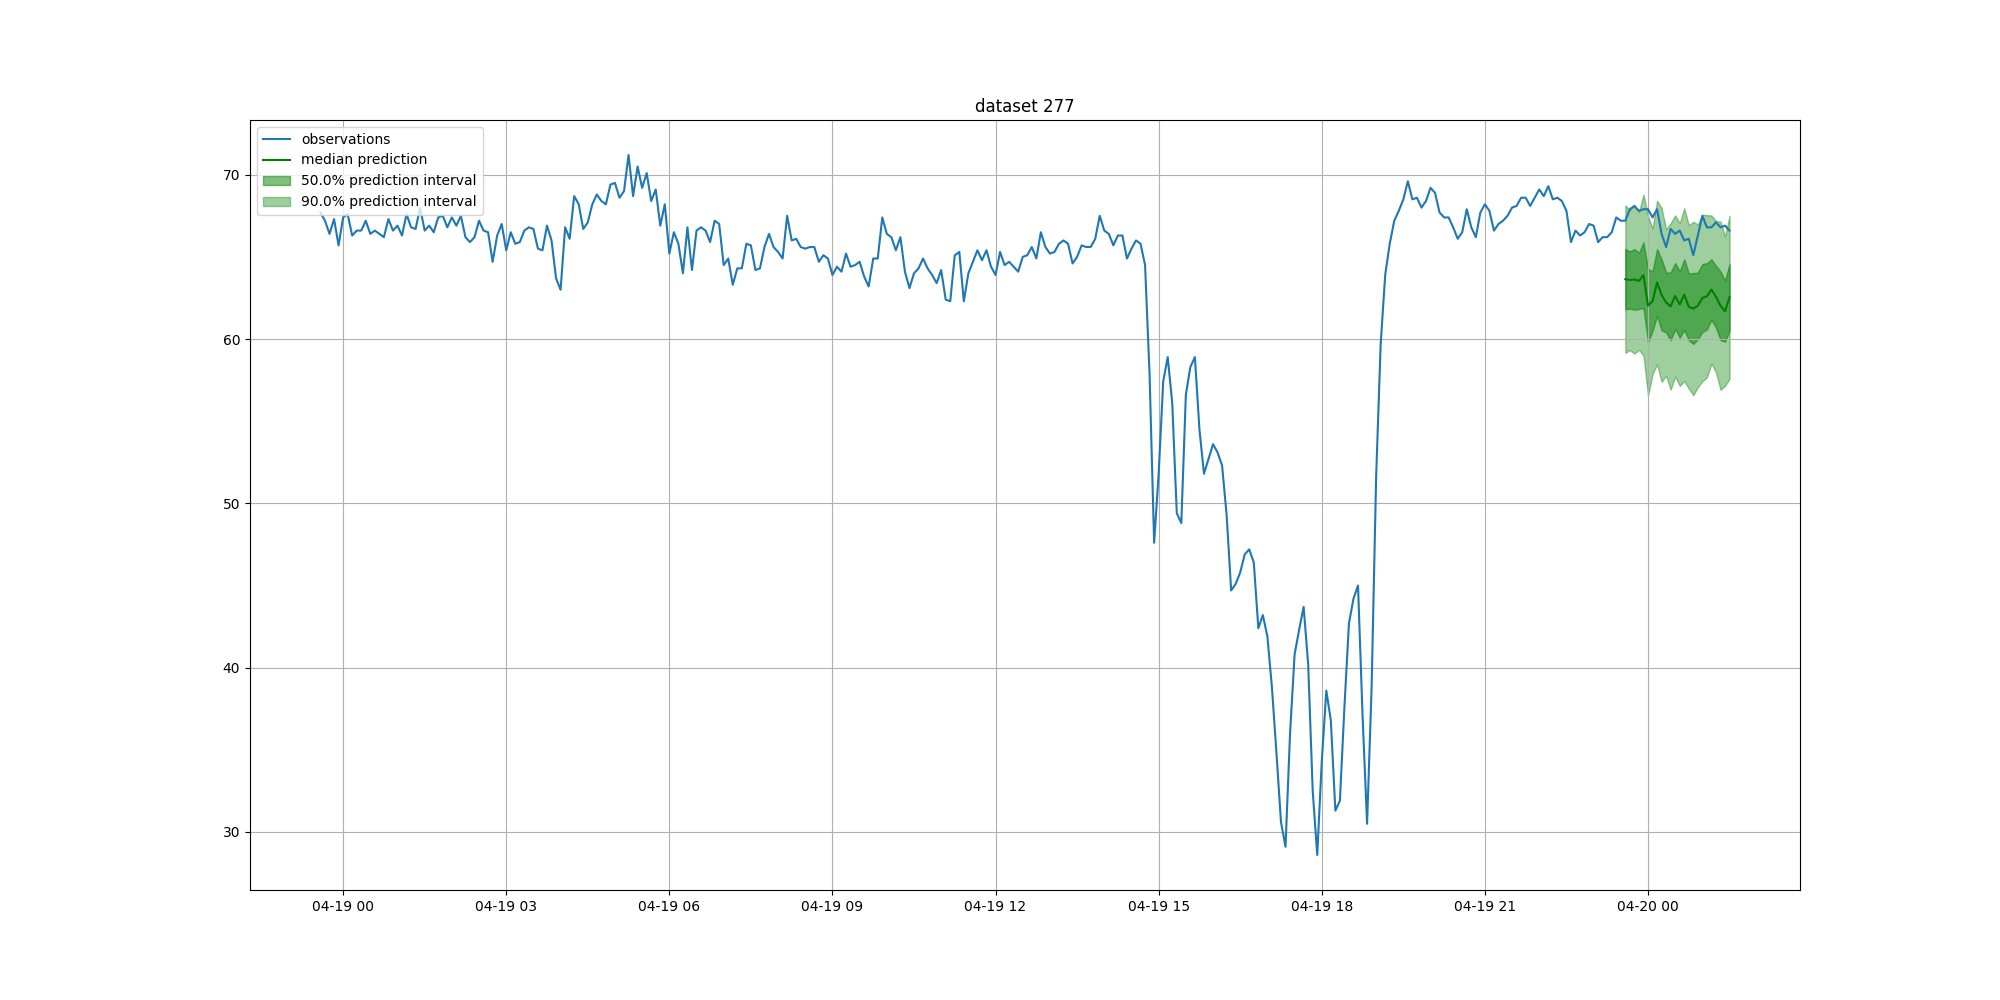 dataset 277
observations
median prediction
50.0% prediction interval
90.0% prediction interval
70
60
50
40
30
04-19 00
04-19 03
04-19 06
04-19 09
04-19 12
04-19 15
04-19 18
04-19 21
04-20 00